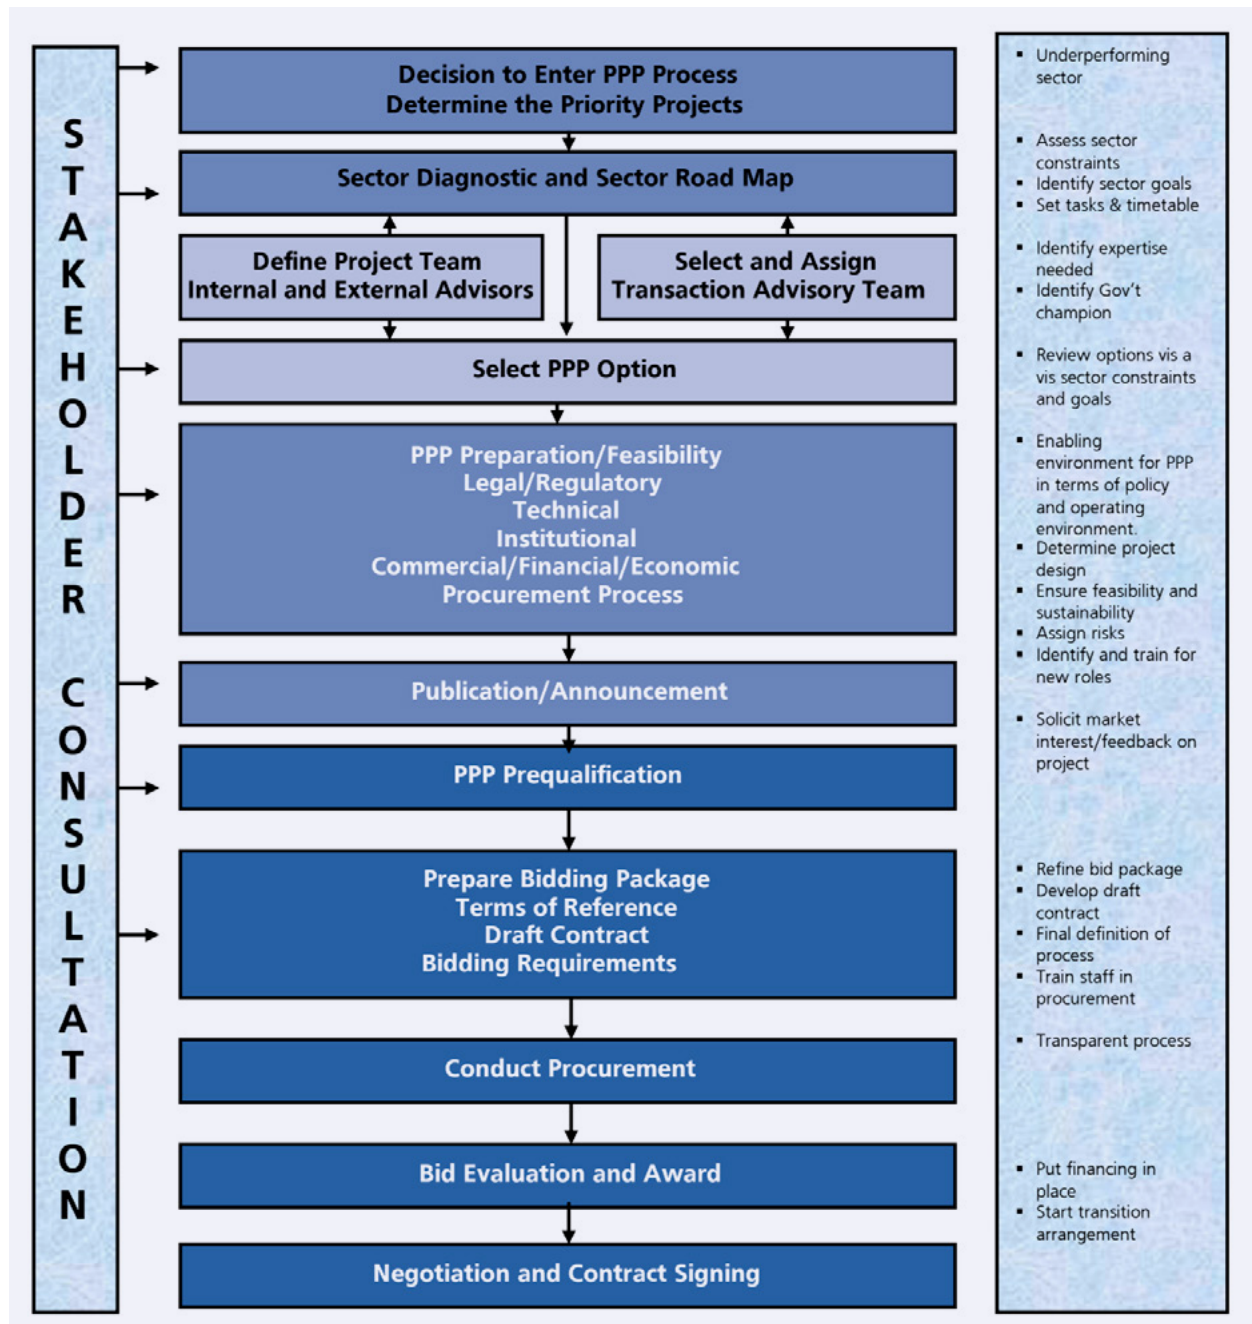 STAKEHOLDER CONSULTATION
Decision to Enter PPP Process
Determine the Priority Projects
Sector Diagnostic and Sector Road Map
Define Project Team
Internal and External Advisors
Select and Assign
Transaction Advisory Team
Select PPP Option
PPP Preparation/Feasibility
Legal/Regulatory
Technical
Institutional
Commercial/Financial/Economic
Procurement Process
Publication/Announcement
PPP Prequalification
Prepare Bidding Package
Terms of Reference
Draft Contract
Bidding Requirements
Conduct Procurement
Bid Evaluation and Award
Negotiation and Contract Signing
▪ Underperforming
sector
▪ Assess sector
constraints
▪ Identify sector goals
▪ Set tasks & timetable
▪ Identify expertise
needed
▪ Identify Gov't
champion
▪ Review options vis a
vis sector constraints
and goals
▪ Enabling
environment for PPP
in terms of policy
and operating
environment.
▪ Determine project
design
▪ Ensure feasibility and
sustainability
▪ Assign risks
▪ Identify and train for
new roles
▪ Solicit market
interest/feedback on
project
▪ Refine bid package
▪ Develop draft
contract
▪ Final definition of
process
▪ Train staff in
procurement
▪ Transparent process
▪ Put financing in
place
▪ Start transition
arrangement